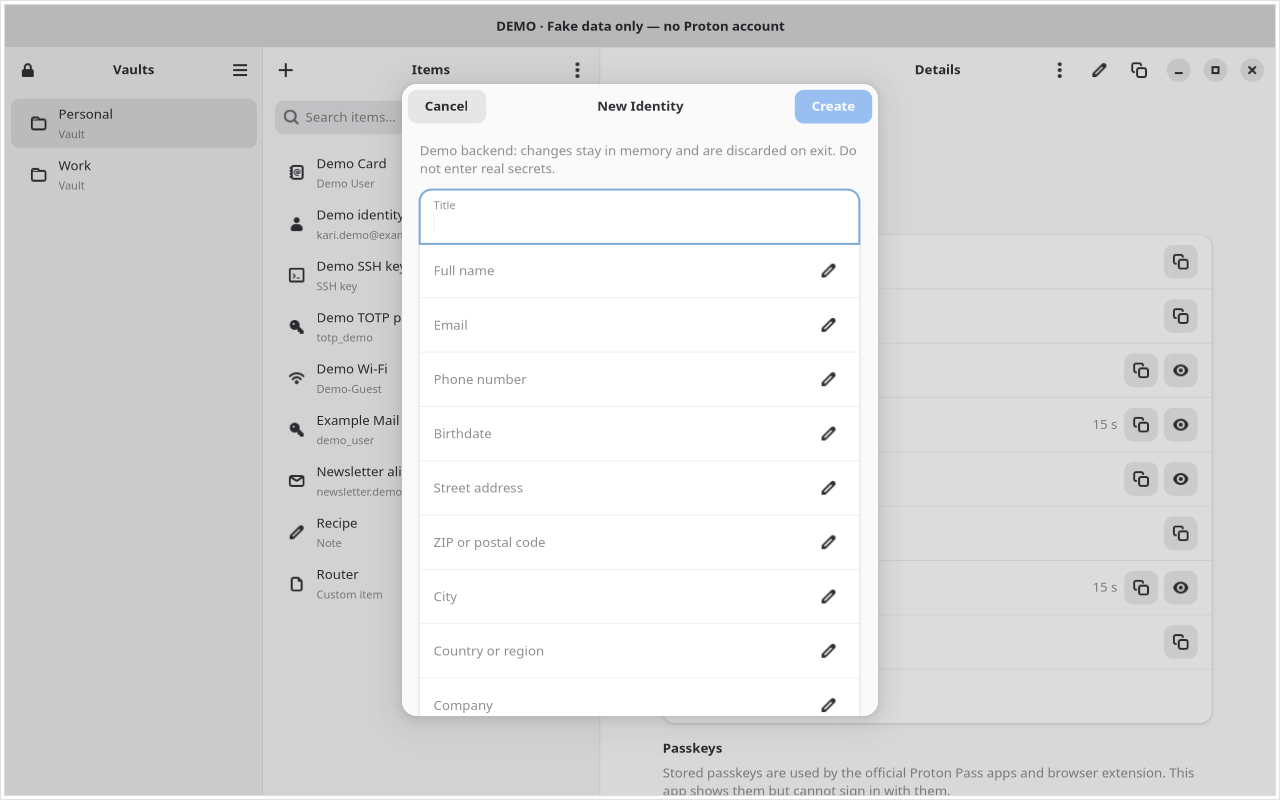 DEMO · Fake data only — no Proton account
Vaults
Items
Details
Personal
Vault
Work
Vault
Search items...
Demo Card
Demo User
Demo identity
kari.demo@exam
Demo SSH key
SSH key
Demo TOTP p
totp_demo
Demo Wi-Fi
Demo-Guest
Example Mail
demo_user
Newsletter ali
newsletter.demo
Recipe
Note
Router
Custom item
Cancel
New Identity
Create
Demo backend: changes stay in memory and are discarded on exit. Do
not enter real secrets.
Title
Full name
Email
Phone number
Birthdate
Street address
ZIP or postal code
City
Country or region
Company
15 s
15 s
Passkeys
Stored passkeys are used by the official Proton Pass apps and browser extension. This
app shows them but cannot sign in with them.